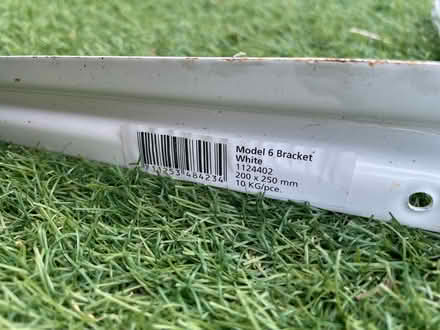 Model 6 Bracket
White
1124402
200 x 250 mm
10 KG/pce.